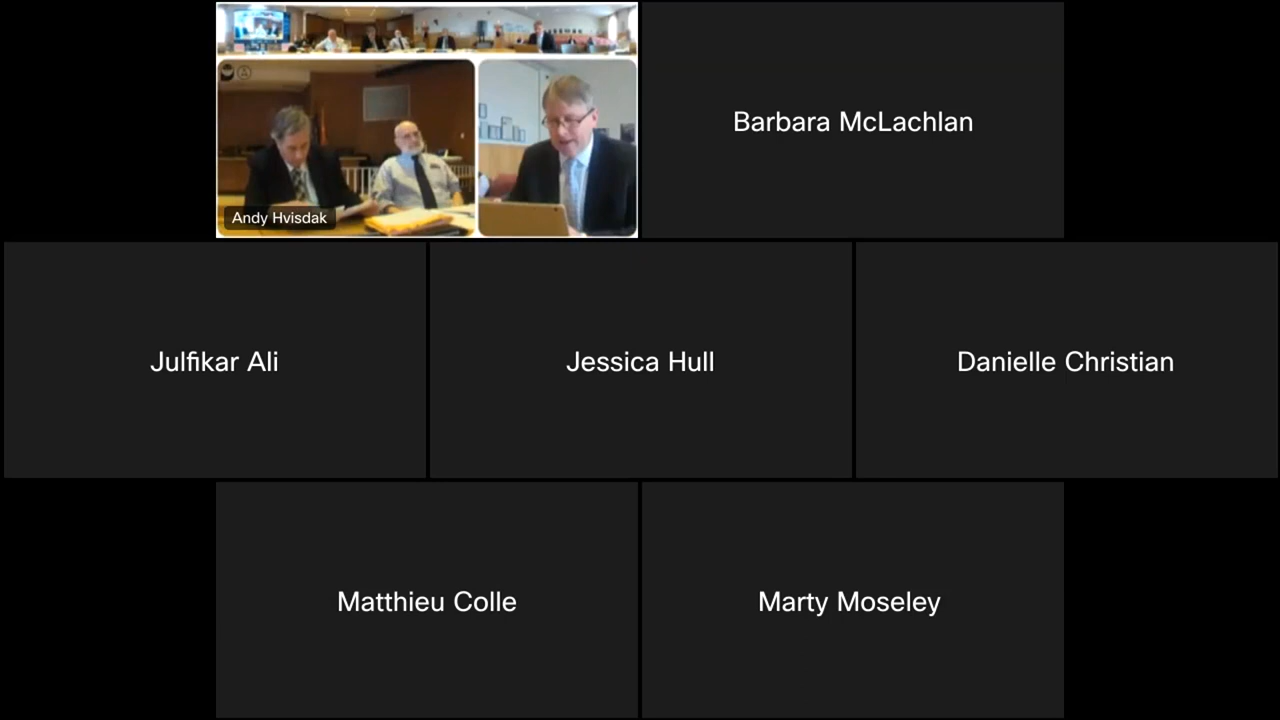 Andy Hvisdak
Barbara McLachlan
Julfikar Ali
Jessica Hull
Danielle Christian
Matthieu Colle
Marty Moseley